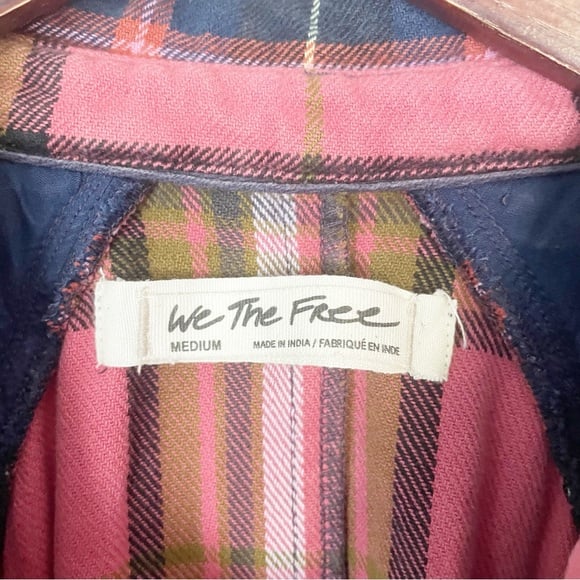 We The Free
MEDIUM MADE IN INDIA / FABRIQUÉ EN INDE